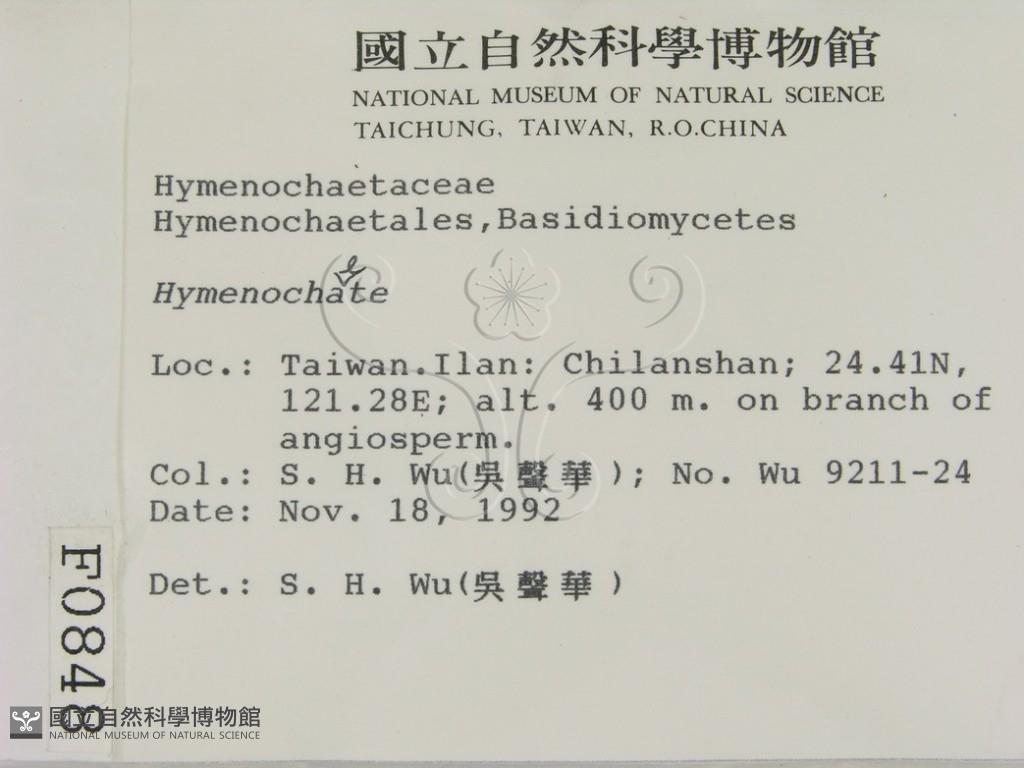 國立自然科學博物館
NATIONAL MUSEUM OF NATURAL SCIENCE
TAICHUNG, TAIWAN, R.O.CHINA
Hymenochaetaceae
Hymenochaetales,Basidiomycetes
e
Hymenochate
Loc.: Taiwan.Ilan: Chilanshan; 24.41N,
121.28E; alt. 400 m. on branch of
angiosperm.
Col.: S. H. Wu(吳聲華); No. Wu 9211-24
Date: Nov. 18, 1992
Det.: S. H. Wu(吳聲華)
F0848
國立自然科學博物館
NATIONAL MUSEUM OF NATURAL SCIENCE